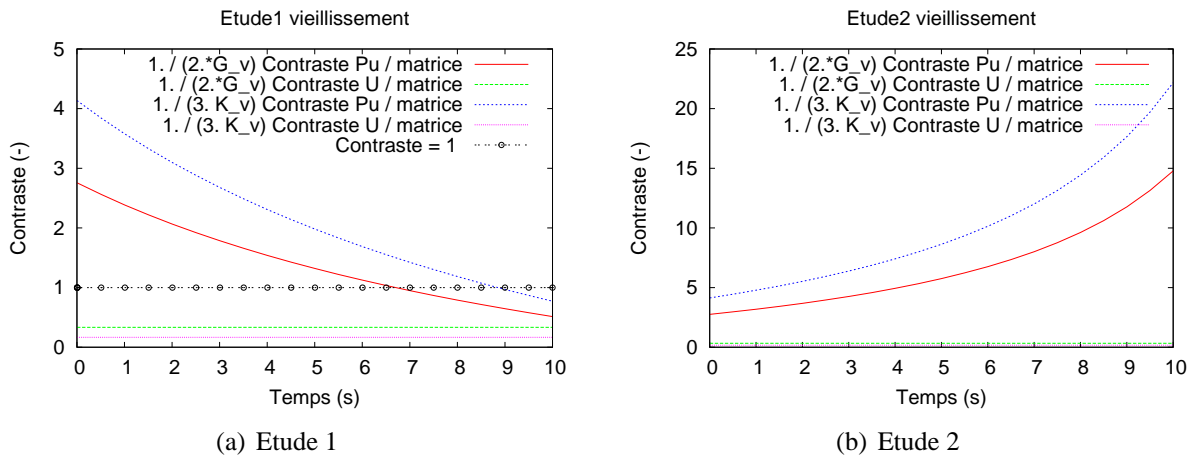 Etude1 vieillissement
5
4
3
2
1
0
Contraste (-)
1. / (2.*G_v) Contraste Pu / matrice
1. / (2.*G_v) Contraste U / matrice
1. / (3. K_v) Contraste Pu / matrice
1. / (3. K_v) Contraste U / matrice
Contraste = 1
0 1 2 3 4 5 6 7 8 9 10
Temps (s)
(a) Etude 1
Etude2 vieillissement
25
20
15
10
5
0
Contraste (-)
1. / (2.*G_v) Contraste Pu / matrice
1. / (2.*G_v) Contraste U / matrice
1. / (3. K_v) Contraste Pu / matrice
1. / (3. K_v) Contraste U / matrice
0 1 2 3 4 5 6 7 8 9 10
Temps (s)
(b) Etude 2